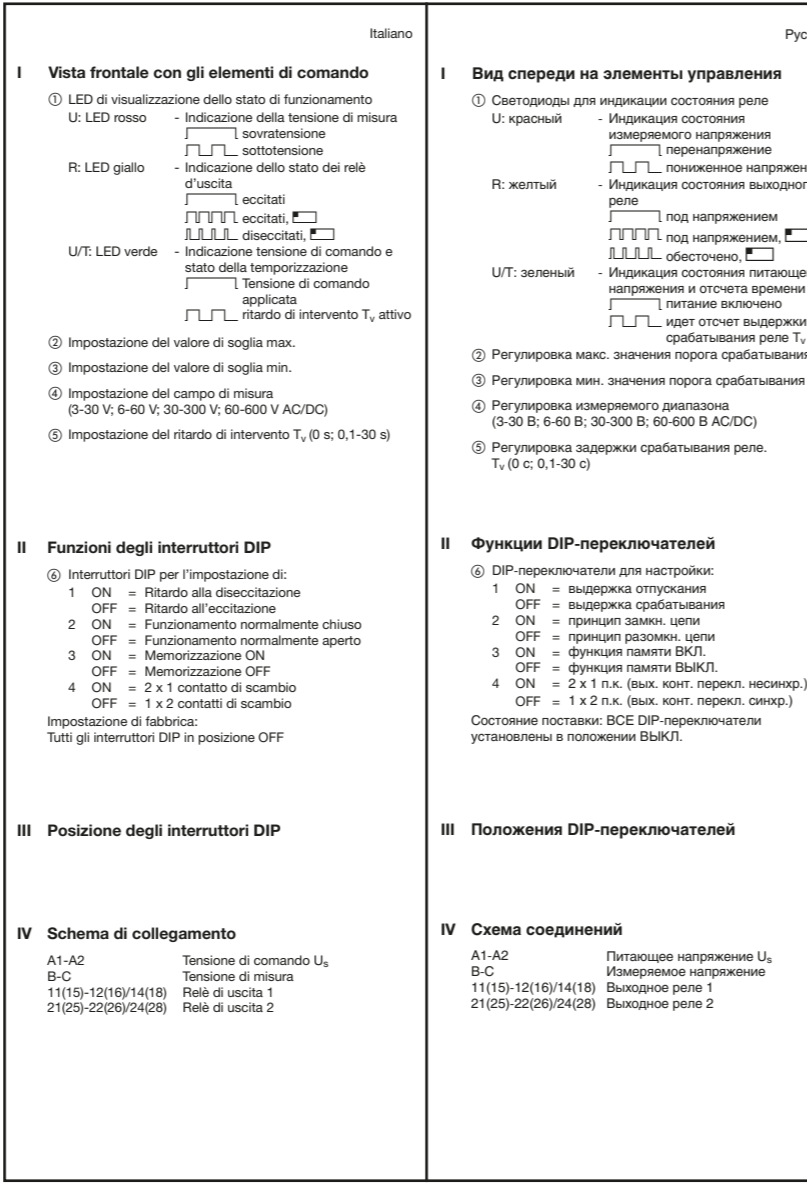 Italiano
I Vista frontale con gli elementi di comando
① LED di visualizzazione dello stato di funzionamento
U: LED rosso - Indicazione della tensione di misura
sovratensione
sottotensione
R: LED giallo - Indicazione dello stato dei relè
d'uscita
eccitati
eccitati,
diseccitati,
U/T: LED verde - Indicazione tensione di comando e
stato della temporizzazione
Tensione di comando
applicata
ritardo di intervento Tv attivo
② Impostazione del valore di soglia max.
③ Impostazione del valore di soglia min.
④ Impostazione del campo di misura
(3-30 V; 6-60 V; 30-300 V; 60-600 V AC/DC)
⑤ Impostazione del ritardo di intervento Tv (0 s; 0,1-30 s)
II Funzioni degli interruttori DIP
⑥ Interruttori DIP per l'impostazione di:
1 ON = Ritardo alla diseccitazione
OFF = Ritardo all'eccitazione
2 ON = Funzionamento normalmente chiuso
OFF = Funzionamento normalmente aperto
3 ON = Memorizzazione ON
OFF = Memorizzazione OFF
4 ON = 2 x 1 contatto di scambio
OFF = 1 x 2 contatti di scambio
Impostazione di fabbrica:
Tutti gli interruttori DIP in posizione OFF
III Posizione degli interruttori DIP
IV Schema di collegamento
A1-A2 Tensione di comando Us
B-C Tensione di misura
11(15)-12(16)/14(18) Relè di uscita 1
21(25)-22(26)/24(28) Relè di uscita 2
Рус
I Вид спереди на элементы управления
① Светодиоды для индикации состояния реле
U: красный - Индикация состояния
измеряемого напряжения
перенапряжение
пониженное напряжен
R: желтый - Индикация состояния выходног
реле
под напряжением
под напряжением,
обесточено,
U/T: зеленый - Индикация состояния питающе
напряжения и отсчета времени
питание включено
идет отсчет выдержки
срабатывания реле Tv
② Регулировка макс. значения порога срабатывания
③ Регулировка мин. значения порога срабатывания
④ Регулировка измеряемого диапазона
(3-30 В; 6-60 В; 30-300 В; 60-600 В AC/DC)
⑤ Регулировка задержки срабатывания реле.
Tv (0 с; 0,1-30 с)
II Функции DIP-переключателей
⑥ DIP-переключатели для настройки:
1 ON = выдержка отпускания
OFF = выдержка срабатывания
2 ON = принцип замкн. цепи
OFF = принцип разомкн. цепи
3 ON = функция памяти ВКЛ.
OFF = функция памяти ВЫКЛ.
4 ON = 2 x 1 п.к. (вых. конт. перекл. несинхр.)
OFF = 1 x 2 п.к. (вых. конт. перекл. синхр.)
Состояние поставки: ВСЕ DIP-переключатели
установлены в положении ВЫКЛ.
III Положения DIP-переключателей
IV Схема соединений
A1-A2 Питающее напряжение Us
B-C Измеряемое напряжение
11(15)-12(16)/14(18) Выходное реле 1
21(25)-22(26)/24(28) Выходное реле 2